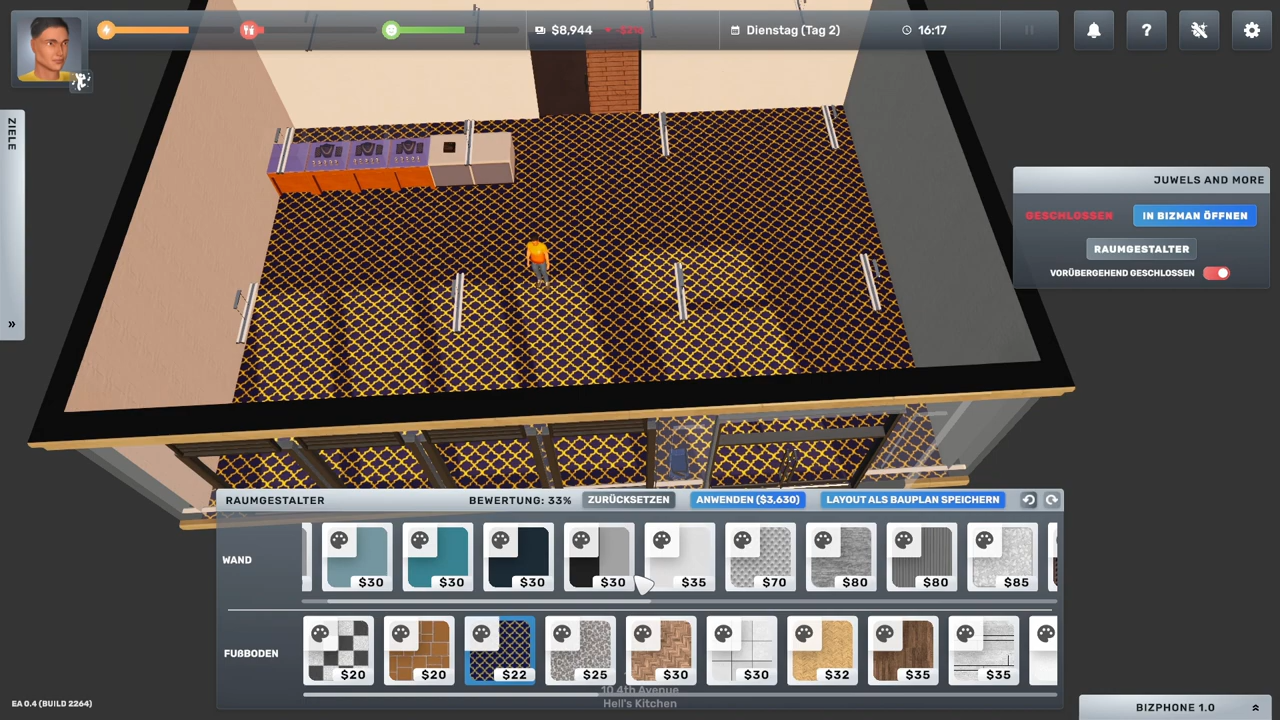 $8,944
Dienstag (Tag 2)
16:17
?
ZIELE
»
JUWELS AND MORE
GESCHLOSSEN
IN BIZMAN ÖFFNEN
RAUMGESTALTER
VORÜBERGEHEND GESCHLOSSEN
RAUMGESTALTER
BEWERTUNG: 33%
ZURÜCKSETZEN
ANWENDEN ($3,630)
LAYOUT ALS BAUPLAN SPEICHERN
WAND
$30
$30
$30
$30
$35
$70
$80
$80
$85
FUẞBODEN
$20
$20
$22
$25
$30
$30
$32
$35
$35
10 4th Avenue
Hell's Kitchen
EA 0.4 (BUILD 2264)
BIZPHONE 1.0